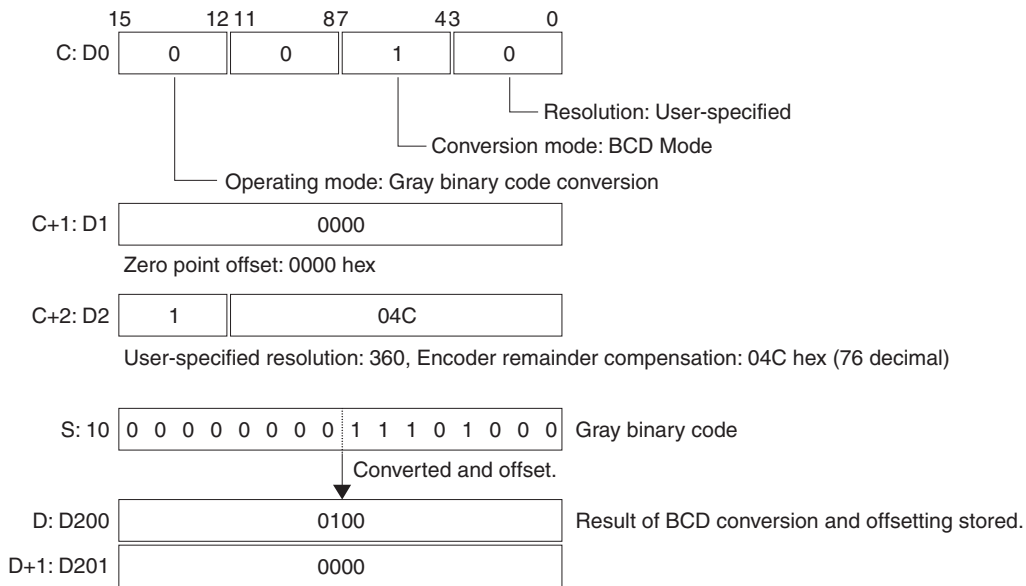 15 12 11 87 43 0
C: D0 0 0 1 0
Resolution: User-specified
Conversion mode: BCD Mode
Operating mode: Gray binary code conversion
C+1: D1 0000
Zero point offset: 0000 hex
C+2: D2 1 04C
User-specified resolution: 360, Encoder remainder compensation: 04C hex (76 decimal)
S: 10 0 0 0 0 0 0 0 0 1 1 1 0 1 0 0 0 Gray binary code
Converted and offset.
D: D200 0100 Result of BCD conversion and offsetting stored.
D+1: D201 0000